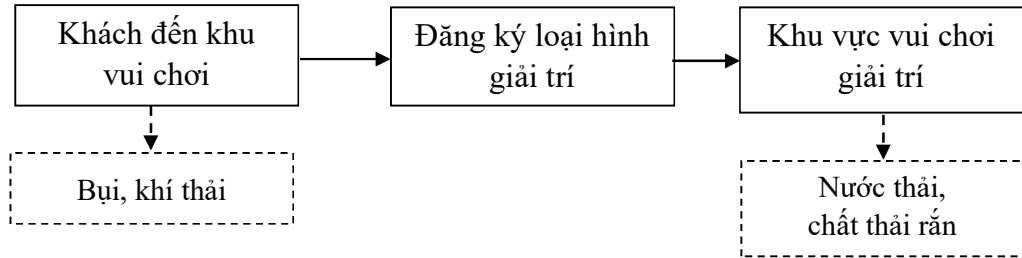 Khách đến khu
vui chơi
Đăng ký loại hình
giải trí
Khu vực vui chơi
giải trí
Bụi, khí thải
Nước thải,
chất thải rắn